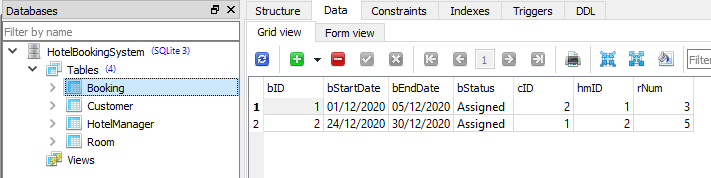 Databases
Filter by name
HotelBookingSystem (SQLite 3)
Tables (4)
Booking
Customer
HotelManager
Room
Views
Structure Data Constraints Indexes Triggers DDL
Grid view Form view
1 Filter
bID bStartDate bEndDate bStatus cID hmID rNum
1 1 01/12/2020 05/12/2020 Assigned 2 1 3
2 2 24/12/2020 30/12/2020 Assigned 1 2 5